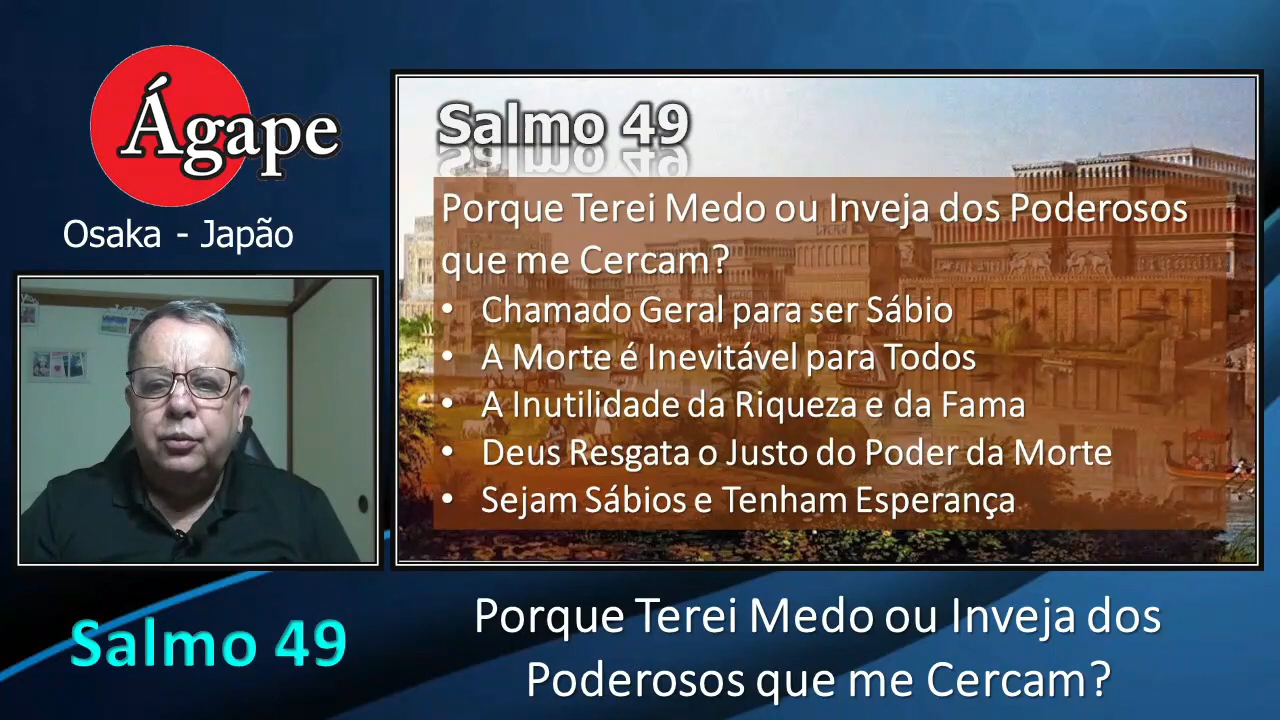 Ágape
Osaka - Japão
Salmo 49
Porque Terei Medo ou Inveja dos Poderosos
que me Cercam?
• Chamado Geral para ser Sábio
• A Morte é Inevitável para Todos
• A Inutilidade da Riqueza e da Fama
• Deus Resgata o Justo do Poder da Morte
• Sejam Sábios e Tenham Esperança
Salmo 49
Porque Terei Medo ou Inveja dos
Poderosos que me Cercam?